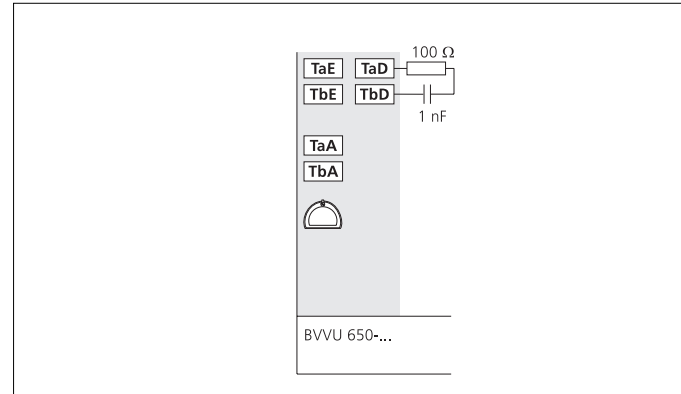 100 Ω
TaE TaD
TbE TbD
1 nF
TaA
TbA
BVVU 650-...